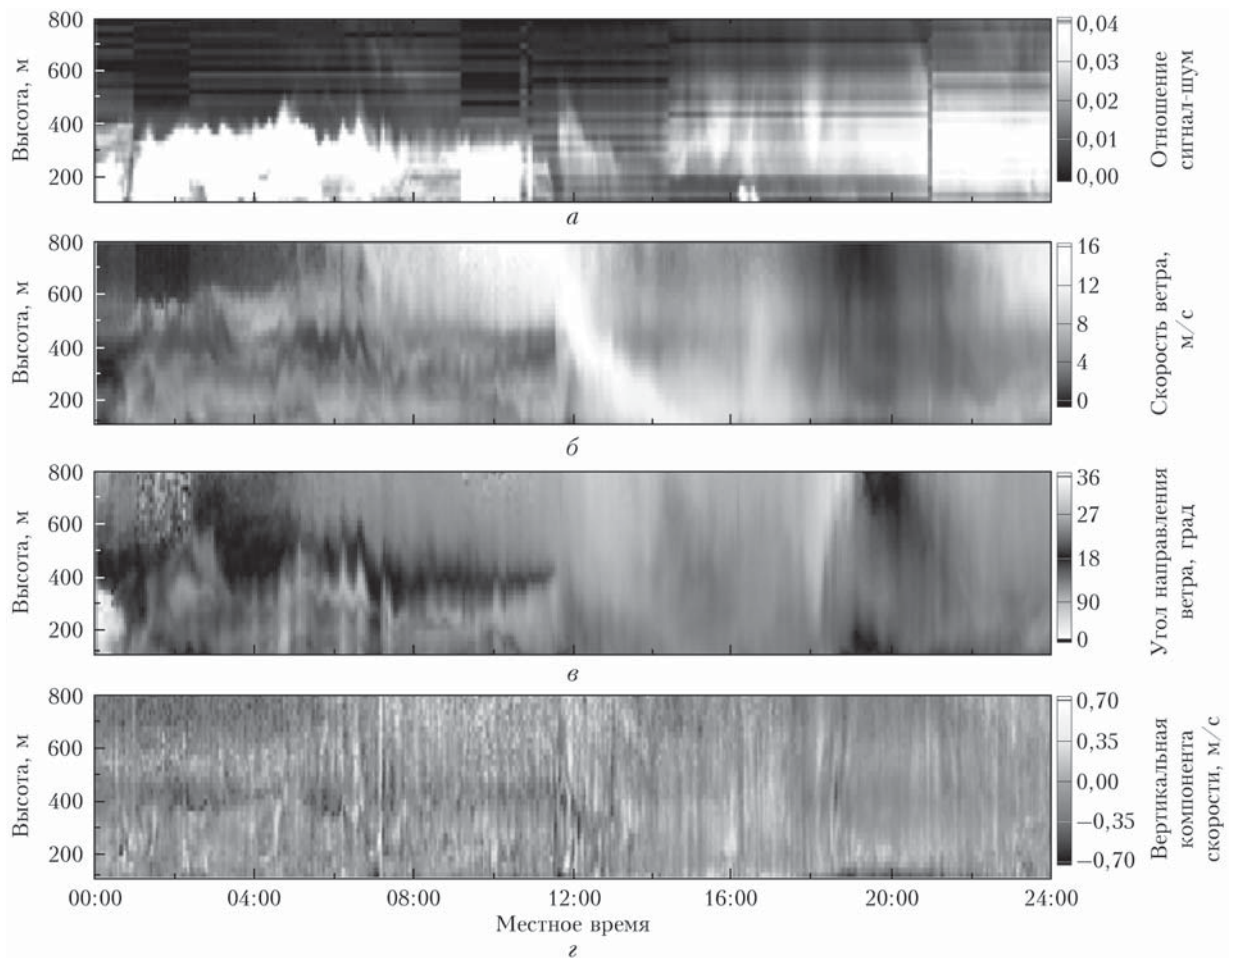 800
600
400
200
Высота, м
0,04
0,03
0,02
0,01
0,00
Отношение
сигнал-шум
а
800
600
400
200
Высота, м
16
12
8
4
0
Скорость ветра,
м/с
б
800
600
400
200
Высота, м
36
27
18
90
0
Угол направления
ветра, град
в
800
600
400
200
Высота, м
0,70
0,35
0,00
−0,35
−0,70
Вертикальная
компонента
скорости, м/с
00:00 04:00 08:00 12:00 16:00 20:00 24:00
Местное время
г